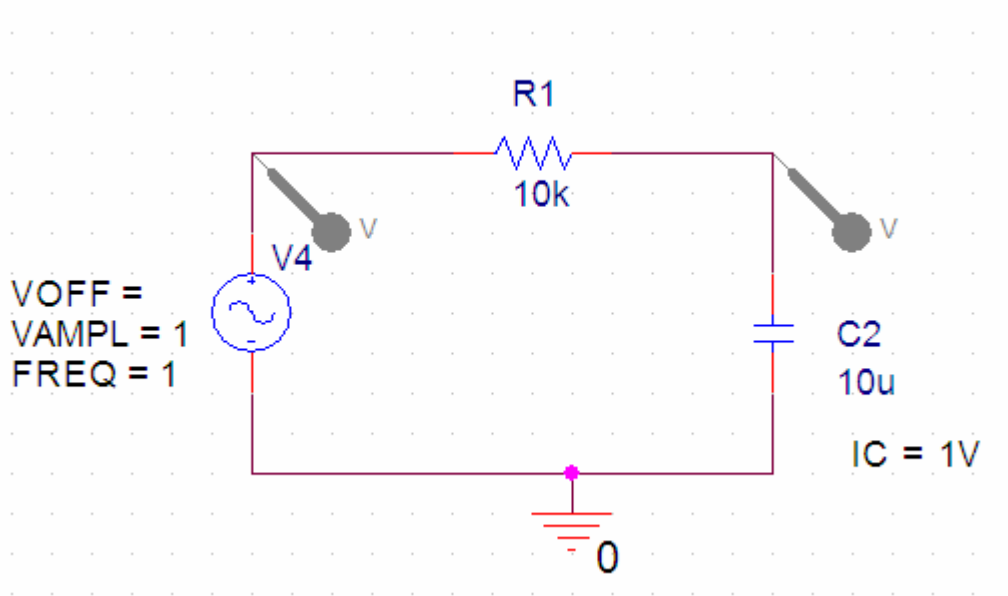 R1
10k
V
V
V4
VOFF =
VAMPL = 1
FREQ = 1
+
-
C2
10u
IC = 1V
0